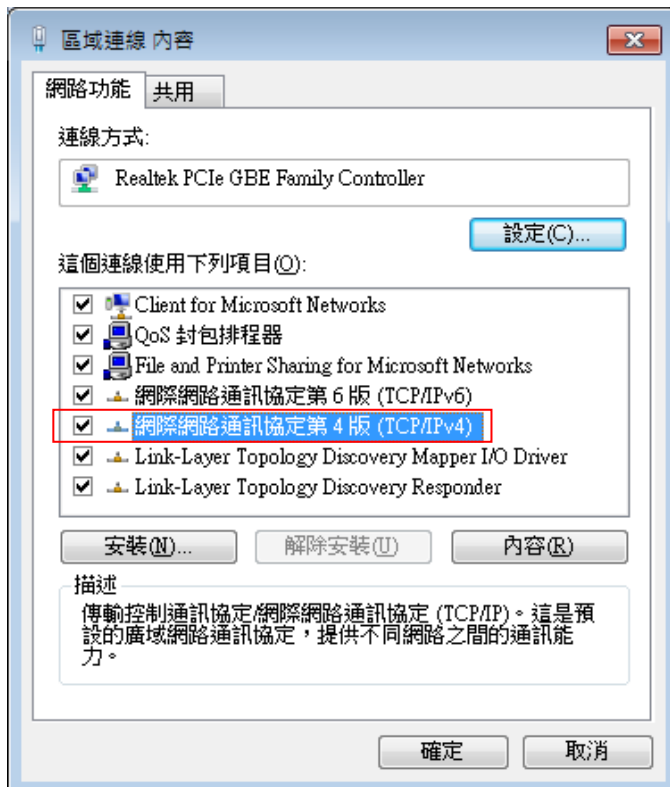 區域連線 內容
網路功能
共用
連線方式:
Realtek PCIe GBE Family Controller
設定(C)...
這個連線使用下列項目(O):
Client for Microsoft Networks
QoS 封包排程器
File and Printer Sharing for Microsoft Networks
網際網路通訊協定第 6 版 (TCP/IPv6)
網際網路通訊協定第 4 版 (TCP/IPv4)
Link-Layer Topology Discovery Mapper I/O Driver
Link-Layer Topology Discovery Responder
安裝(N)...
解除安裝(U)
內容(R)
描述
傳輸控制通訊協定/網際網路通訊協定 (TCP/IP)。這是預
設的廣域網路通訊協定，提供不同網路之間的通訊能
力。
確定
取消